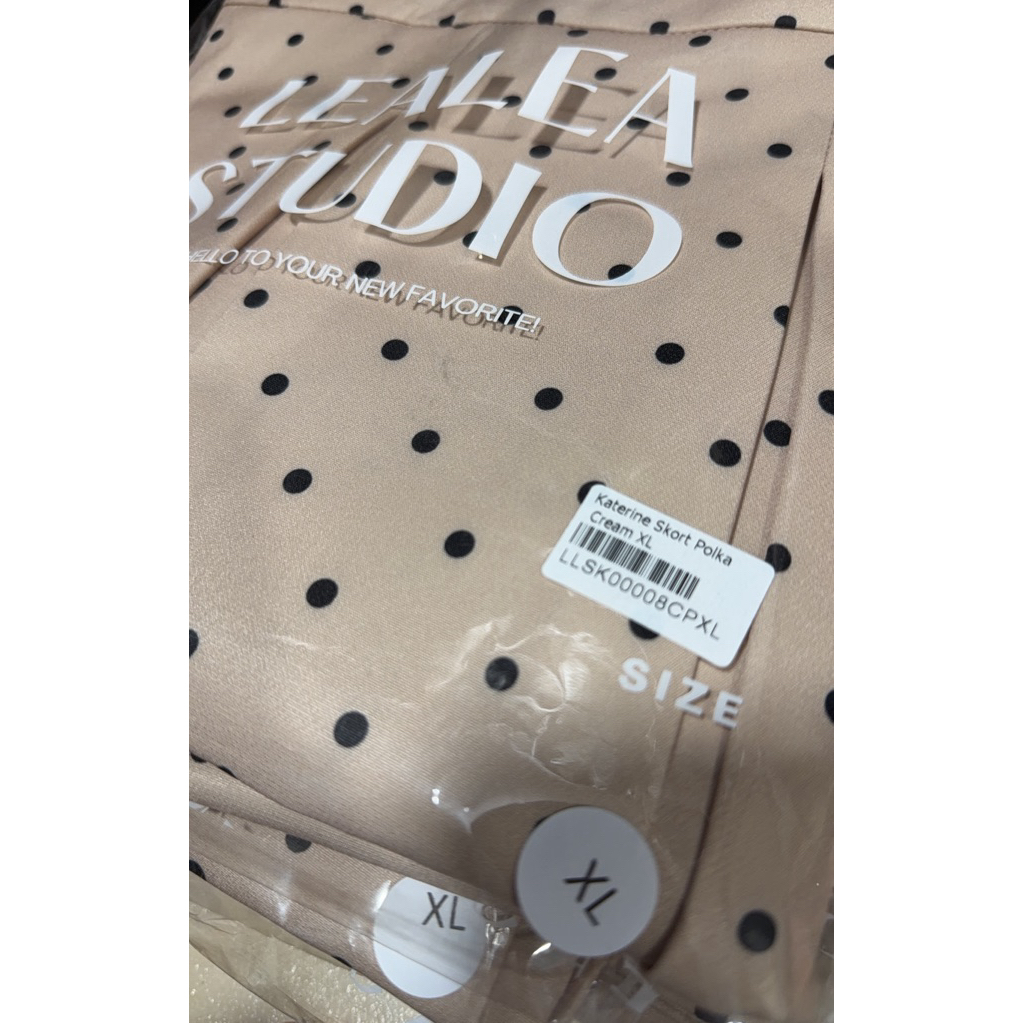 LEALEA
STUDIO
HELLO TO YOUR NEW FAVORITE!
Katerine Skort Polka
Cream XL
LLSK00008CPXL
SIZE
XL
XL